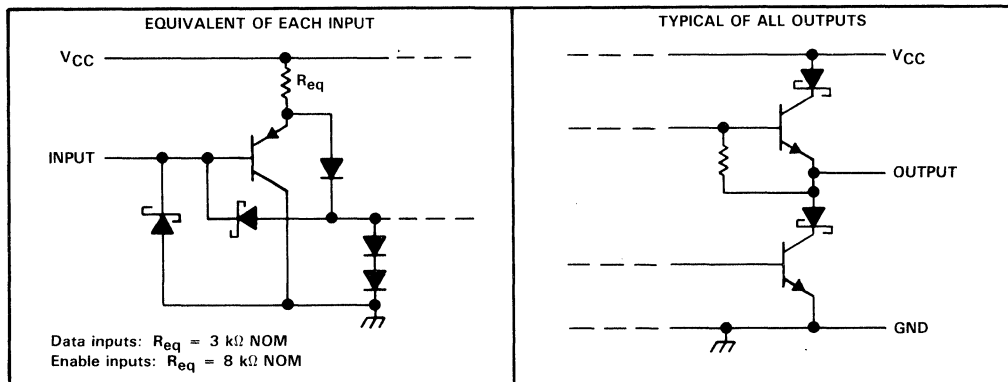 EQUIVALENT OF EACH INPUT
VCC
Req
INPUT
Data inputs: Req = 3 kΩ NOM
Enable inputs: Req = 8 kΩ NOM
TYPICAL OF ALL OUTPUTS
VCC
OUTPUT
GND